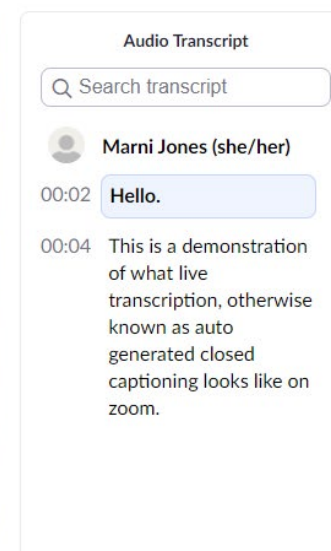 Audio Transcript
Search transcript
Marni Jones (she/her)
00:02 Hello.
00:04 This is a demonstration
of what live
transcription, otherwise
known as auto
generated closed
captioning looks like on
zoom.